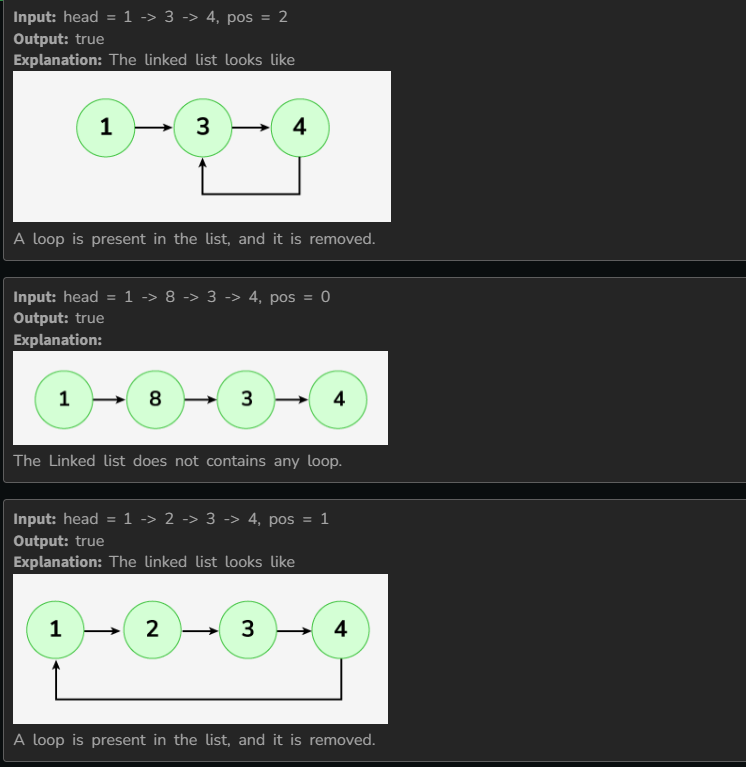 Input: head = 1 -> 3 -> 4, pos = 2
Output: true
Explanation: The linked list looks like
1 3 4
A loop is present in the list, and it is removed.
Input: head = 1 -> 8 -> 3 -> 4, pos = 0
Output: true
Explanation:
1 8 3 4
The Linked list does not contains any loop.
Input: head = 1 -> 2 -> 3 -> 4, pos = 1
Output: true
Explanation: The linked list looks like
1 2 3 4
A loop is present in the list, and it is removed.